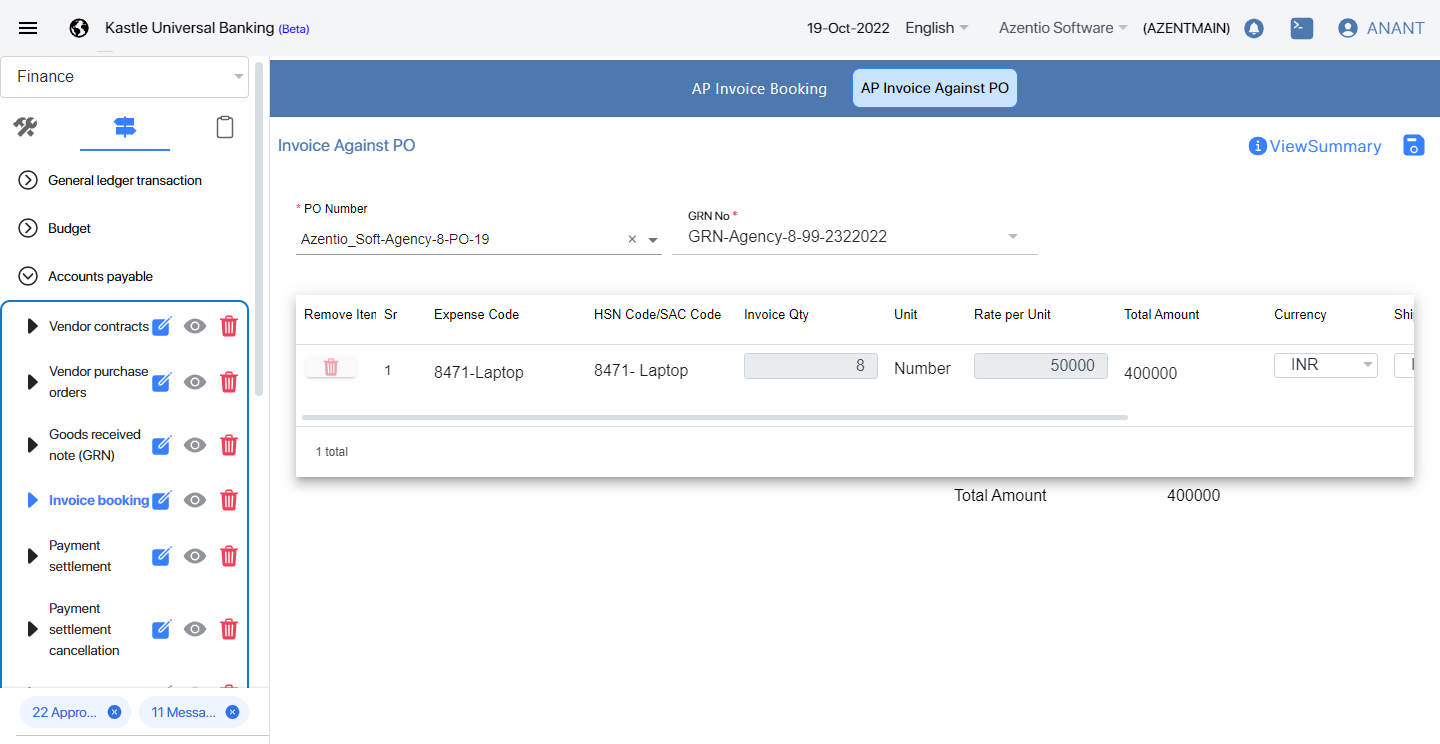 Kastle Universal Banking (Beta)
19-Oct-2022 English Azentio Software (AZENTMAIN) ANANT
Finance
AP Invoice Booking AP Invoice Against PO
Invoice Against PO
ViewSummary
General ledger transaction
Budget
Accounts payable
Vendor contracts
Vendor purchase
orders
Goods received
note (GRN)
Invoice booking
Payment
settlement
Payment
settlement
cancellation
22 Appro... 11 Messa...
* PO Number
Azentio_Soft-Agency-8-PO-19
GRN No *
GRN-Agency-8-99-2322022
Remove Item Sr Expense Code HSN Code/SAC Code Invoice Qty Unit Rate per Unit Total Amount Currency Shi
1 8471-Laptop 8471- Laptop 8 Number 50000 400000 INR
1 total
Total Amount 400000